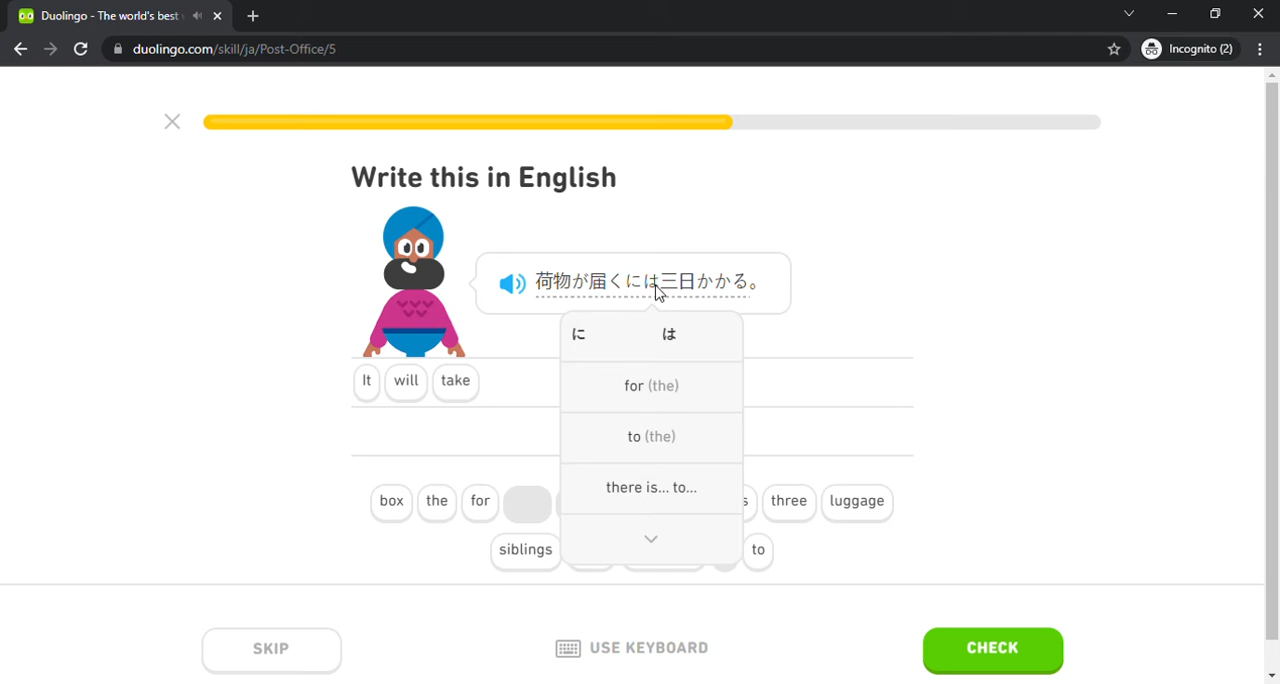 Duolingo - The world's best
duolingo.com/skill/ja/Post-Office/5
Incognito (2)
Write this in English
荷物が届くには三日かかる。
に は
for (the)
to (the)
there is... to...
It will take
box the for s three luggage
siblings to
SKIP
USE KEYBOARD
CHECK